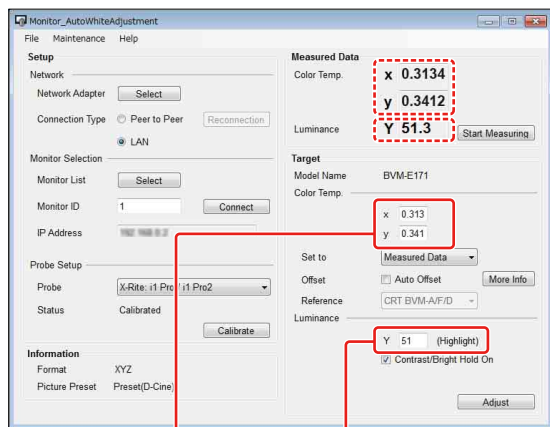 Monitor_AutoWhiteAdjustment
File Maintenance Help
Setup
Network
Network Adapter Select
Connection Type Peer to Peer Reconnection
LAN
Monitor Selection
Monitor List Select
Monitor ID 1 Connect
IP Address
Probe Setup
Probe X-Rite: i1 Pro / i1 Pro2
Status Calibrated
Calibrate
Information
Format XYZ
Picture Preset Preset(D-Cine)
Measured Data
Color Temp. x 0.3134
y 0.3412
Luminance Y 51.3 Start Measuring
Target
Model Name BVM-E171
Color Temp.
x 0.313
y 0.341
Set to Measured Data
Offset Auto Offset More Info
Reference CRT BVM-A/F/D
Luminance
Y 51 (Highlight)
Contrast/Bright Hold On
Adjust